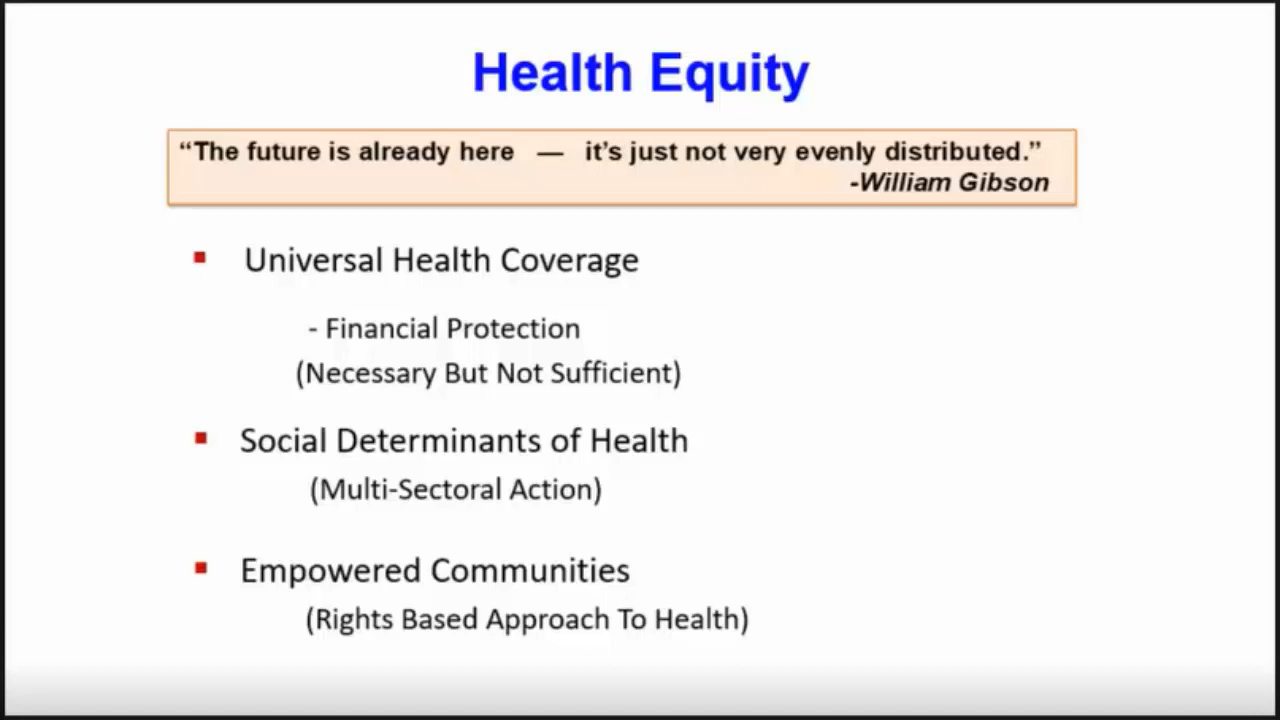 Health Equity
“The future is already here — it’s just not very evenly distributed.”
-William Gibson
▪ Universal Health Coverage
- Financial Protection
(Necessary But Not Sufficient)
▪ Social Determinants of Health
(Multi-Sectoral Action)
▪ Empowered Communities
(Rights Based Approach To Health)